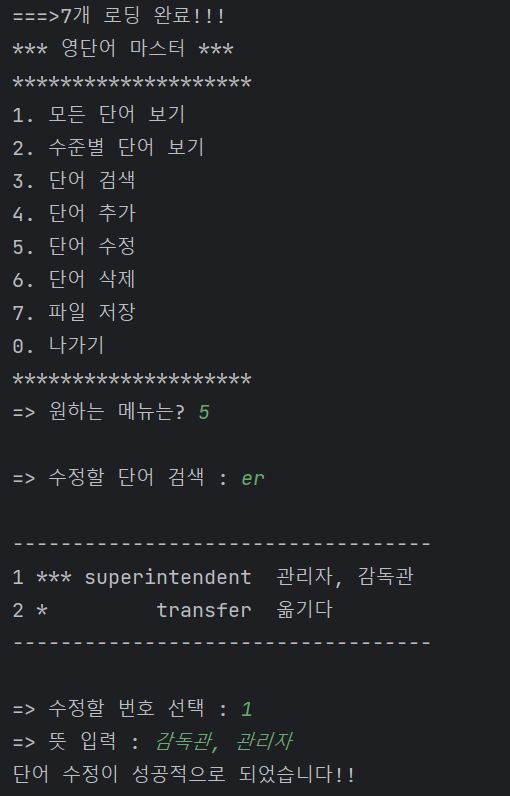 ===>7개 로딩 완료!!!
*** 영단어 마스터 ***
********************
1. 모든 단어 보기
2. 수준별 단어 보기
3. 단어 검색
4. 단어 추가
5. 단어 수정
6. 단어 삭제
7. 파일 저장
0. 나가기
********************
=> 원하는 메뉴는? 5
=> 수정할 단어 검색 : er
-----------------------------------
1 *** superintendent  관리자, 감독관
2 *         transfer  옮기다
-----------------------------------
=> 수정할 번호 선택 : 1
=> 뜻 입력 : 감독관, 관리자
단어 수정이 성공적으로 되었습니다!!